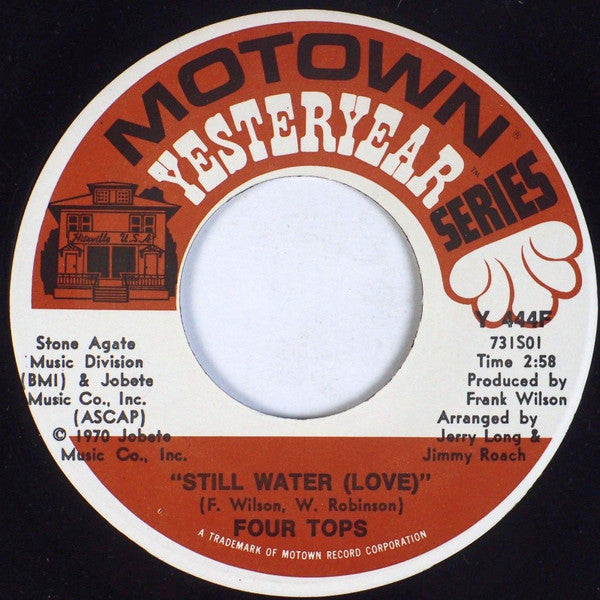 MOTOWN®
YESTERYEAR™
SERIES
Hitsville U.S.A.
Y 444F
731S01
Time 2:58
Produced by
Frank Wilson
Arranged by
Jerry Long &
Jimmy Roach
Stone Agate
Music Division
(BMI) & Jobete
Music Co., Inc.
(ASCAP)
© 1970 Jobete
Music Co., Inc.
"STILL WATER (LOVE)"
(F. Wilson, W. Robinson)
FOUR TOPS
A TRADEMARK OF MOTOWN RECORD CORPORATION